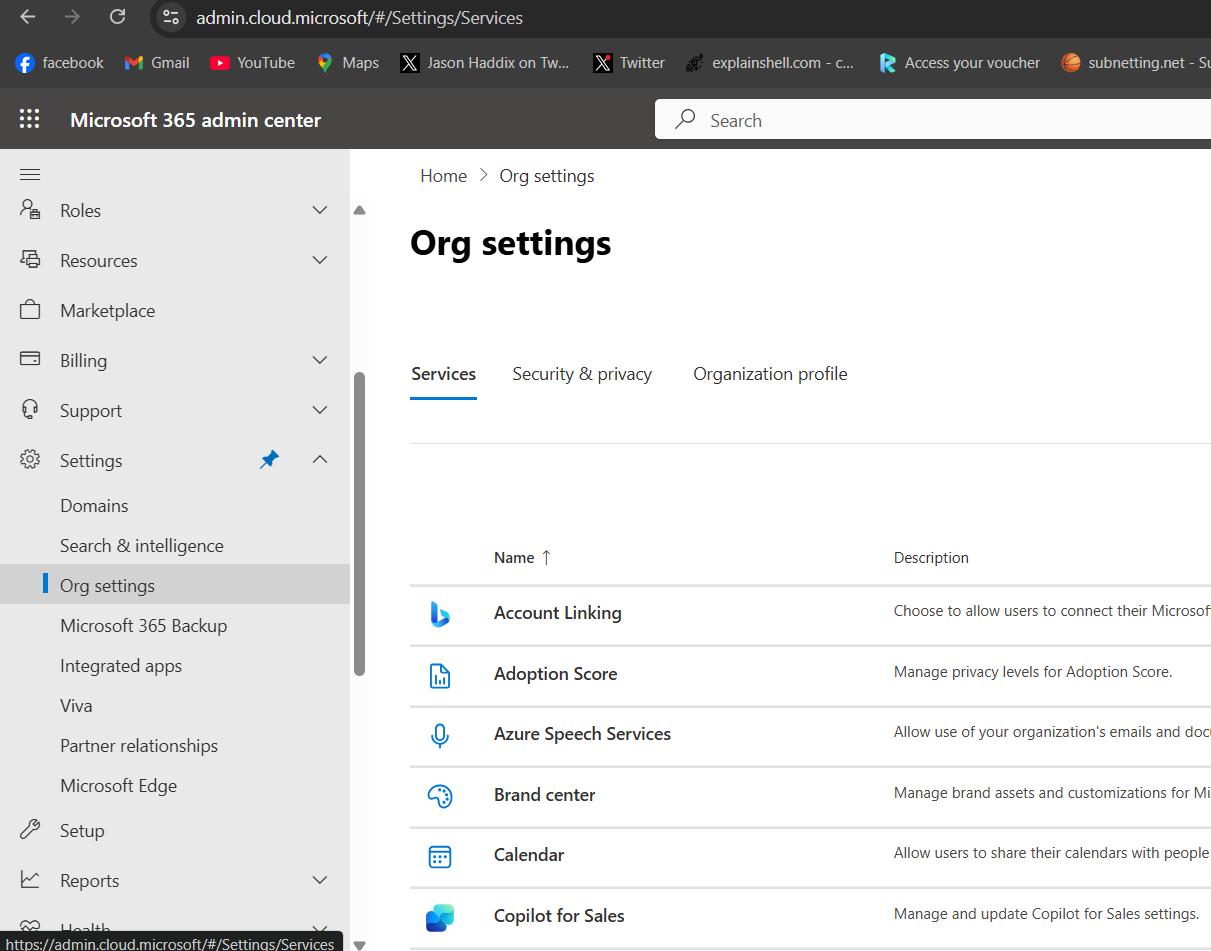 admin.cloud.microsoft/#/Settings/Services
facebook
Gmail
YouTube
Maps
Jason Haddix on Tw...
Twitter
explainshell.com - c...
Access your voucher
subnetting.net - Su
Microsoft 365 admin center
Search
Roles
Resources
Marketplace
Billing
Support
Settings
Domains
Search & intelligence
Org settings
Microsoft 365 Backup
Integrated apps
Viva
Partner relationships
Microsoft Edge
Setup
Reports
Health
https://admin.cloud.microsoft/#/Settings/Services
Home > Org settings
Org settings
Services Security & privacy Organization profile
Name ↑ Description
Account Linking Choose to allow users to connect their Microsof
Adoption Score Manage privacy levels for Adoption Score.
Azure Speech Services Allow use of your organization's emails and docu
Brand center Manage brand assets and customizations for Mi
Calendar Allow users to share their calendars with people
Copilot for Sales Manage and update Copilot for Sales settings.